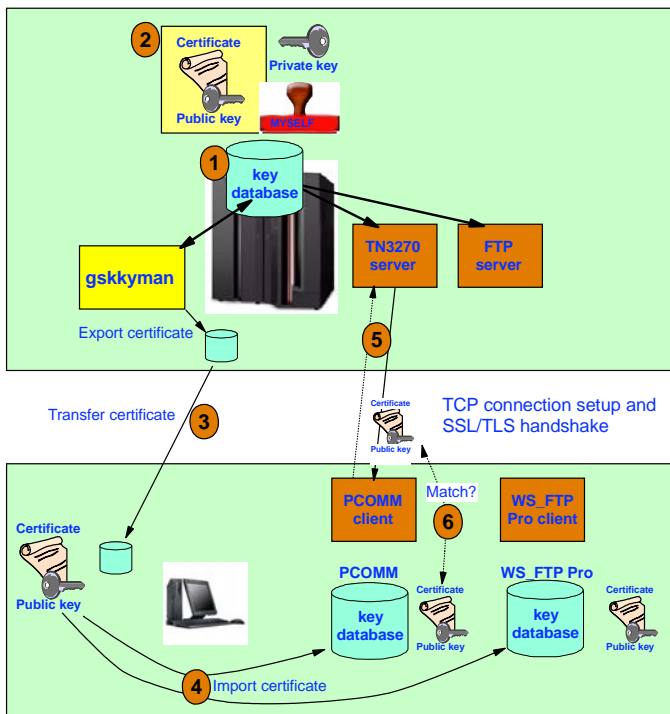 2
Certificate
Private key
Public key
MYSELF
1
key
database
TN3270
server
FTP
server
gskkyman
Export certificate
5
Transfer certificate
3
Certificate
Public key
TCP connection setup and
SSL/TLS handshake
PCOMM
client
Match?
WS_FTP
Pro client
6
Certificate
Public key
PCOMM
key
database
Certificate
Public key
WS_FTP Pro
key
database
Certificate
Public key
4
Import certificate